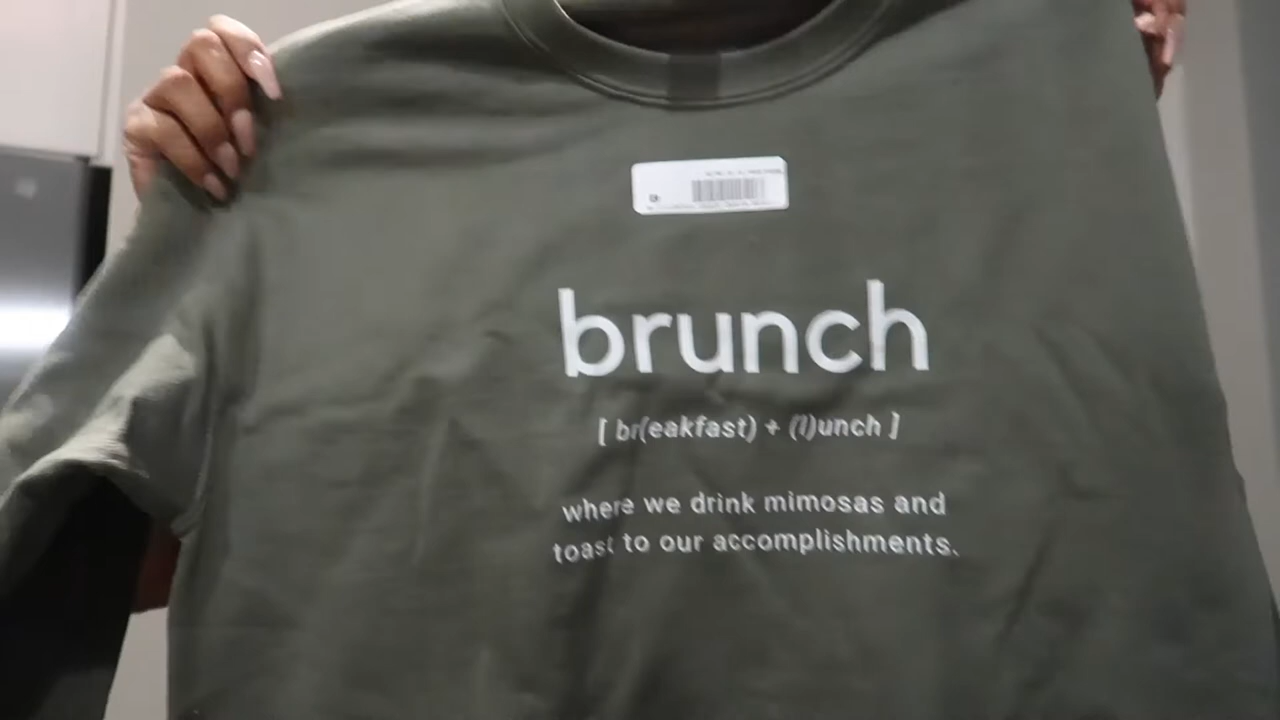 brunch
[ br(eakfast) + (l)unch ]
where we drink mimosas and
toast to our accomplishments.